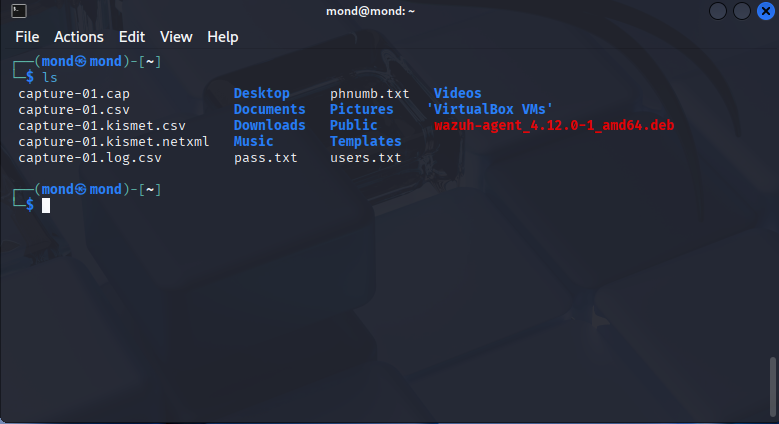 mond@mond: ~
File Actions Edit View Help
┌──(mond㉿mond)-[~]
└─$ ls
capture-01.cap Desktop phnumb.txt Videos
capture-01.csv Documents Pictures 'VirtualBox VMs'
capture-01.kismet.csv Downloads Public wazuh-agent_4.12.0-1_amd64.deb
capture-01.kismet.netxml Music Templates
capture-01.log.csv pass.txt users.txt
┌──(mond㉿mond)-[~]
└─$